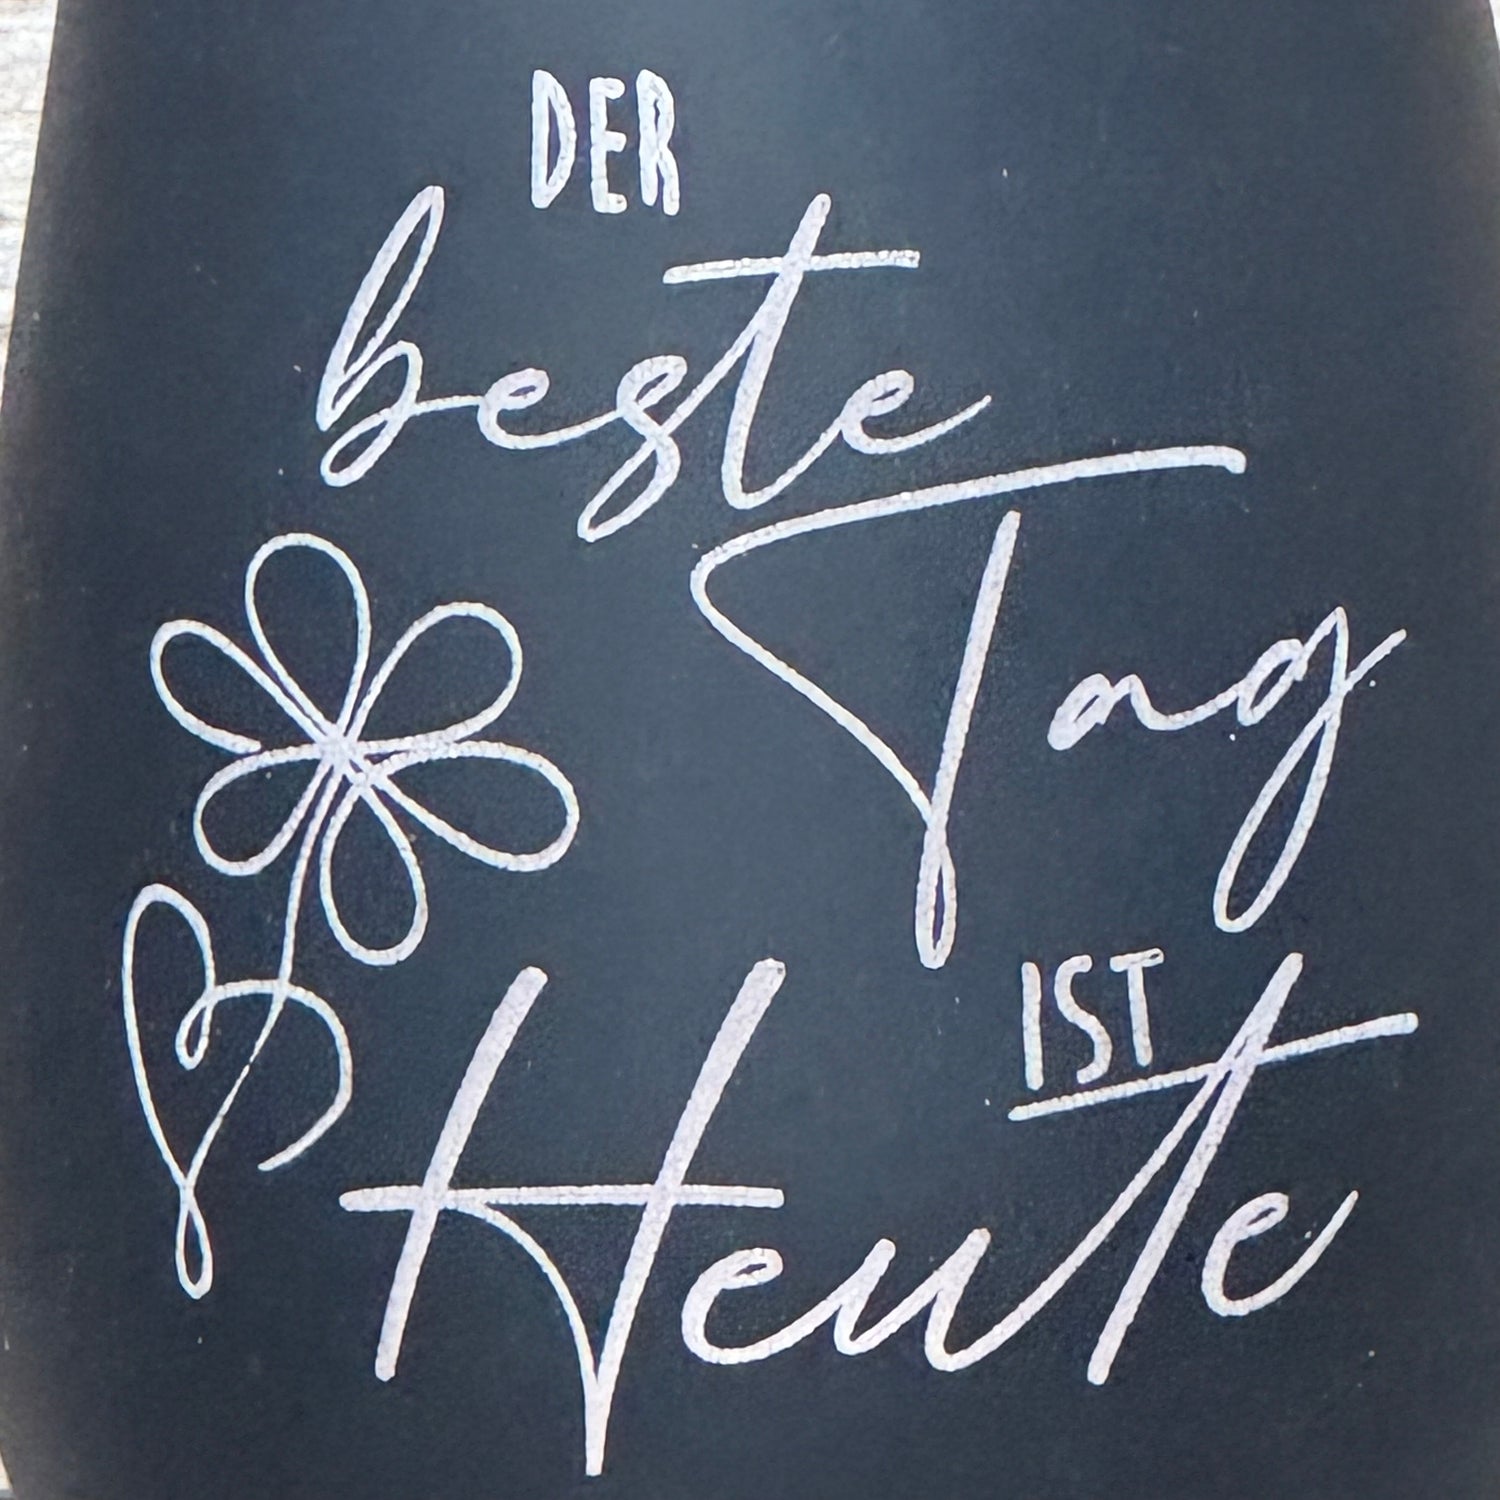 DER
beste
Tag
IST
Heute